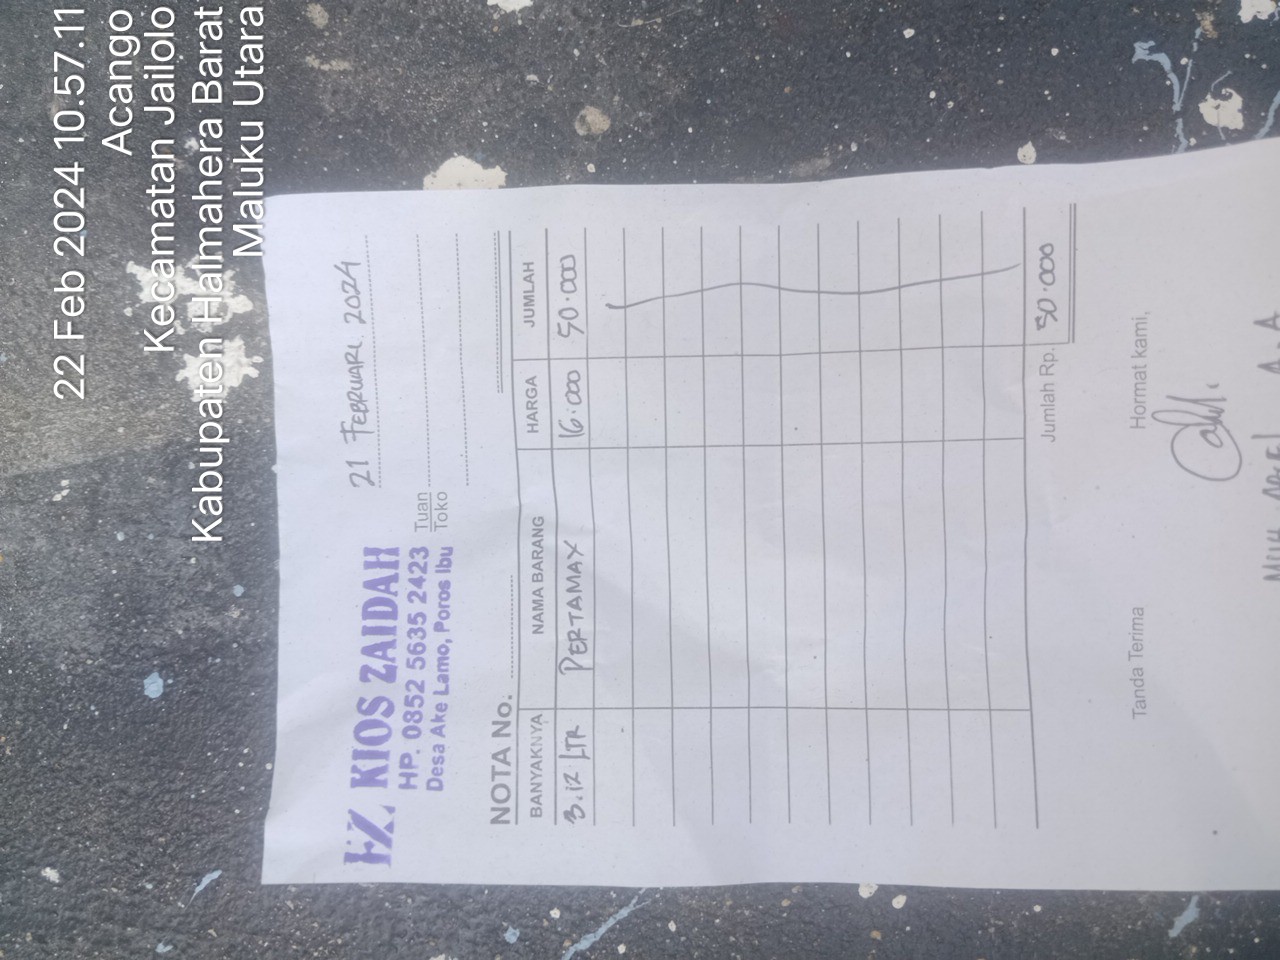 22 Feb 2024 10.57.11
Acango
Kecamatan Jailolo
Kabupaten Halmahera Barat
Maluku Utara
KIOS ZAIDAH
HP. 0852 5635 2423
Desa Ake Lamo, Poros Ibu
21 FEBRUARI. 2024
Tuan
Toko
NOTA No.
BANYAKNYA NAMA BARANG HARGA JUMLAH
3.12 LTR PERTAMAX 16.000 50.000
Jumlah Rp. 50.000
Tanda Terima Hormat kami,